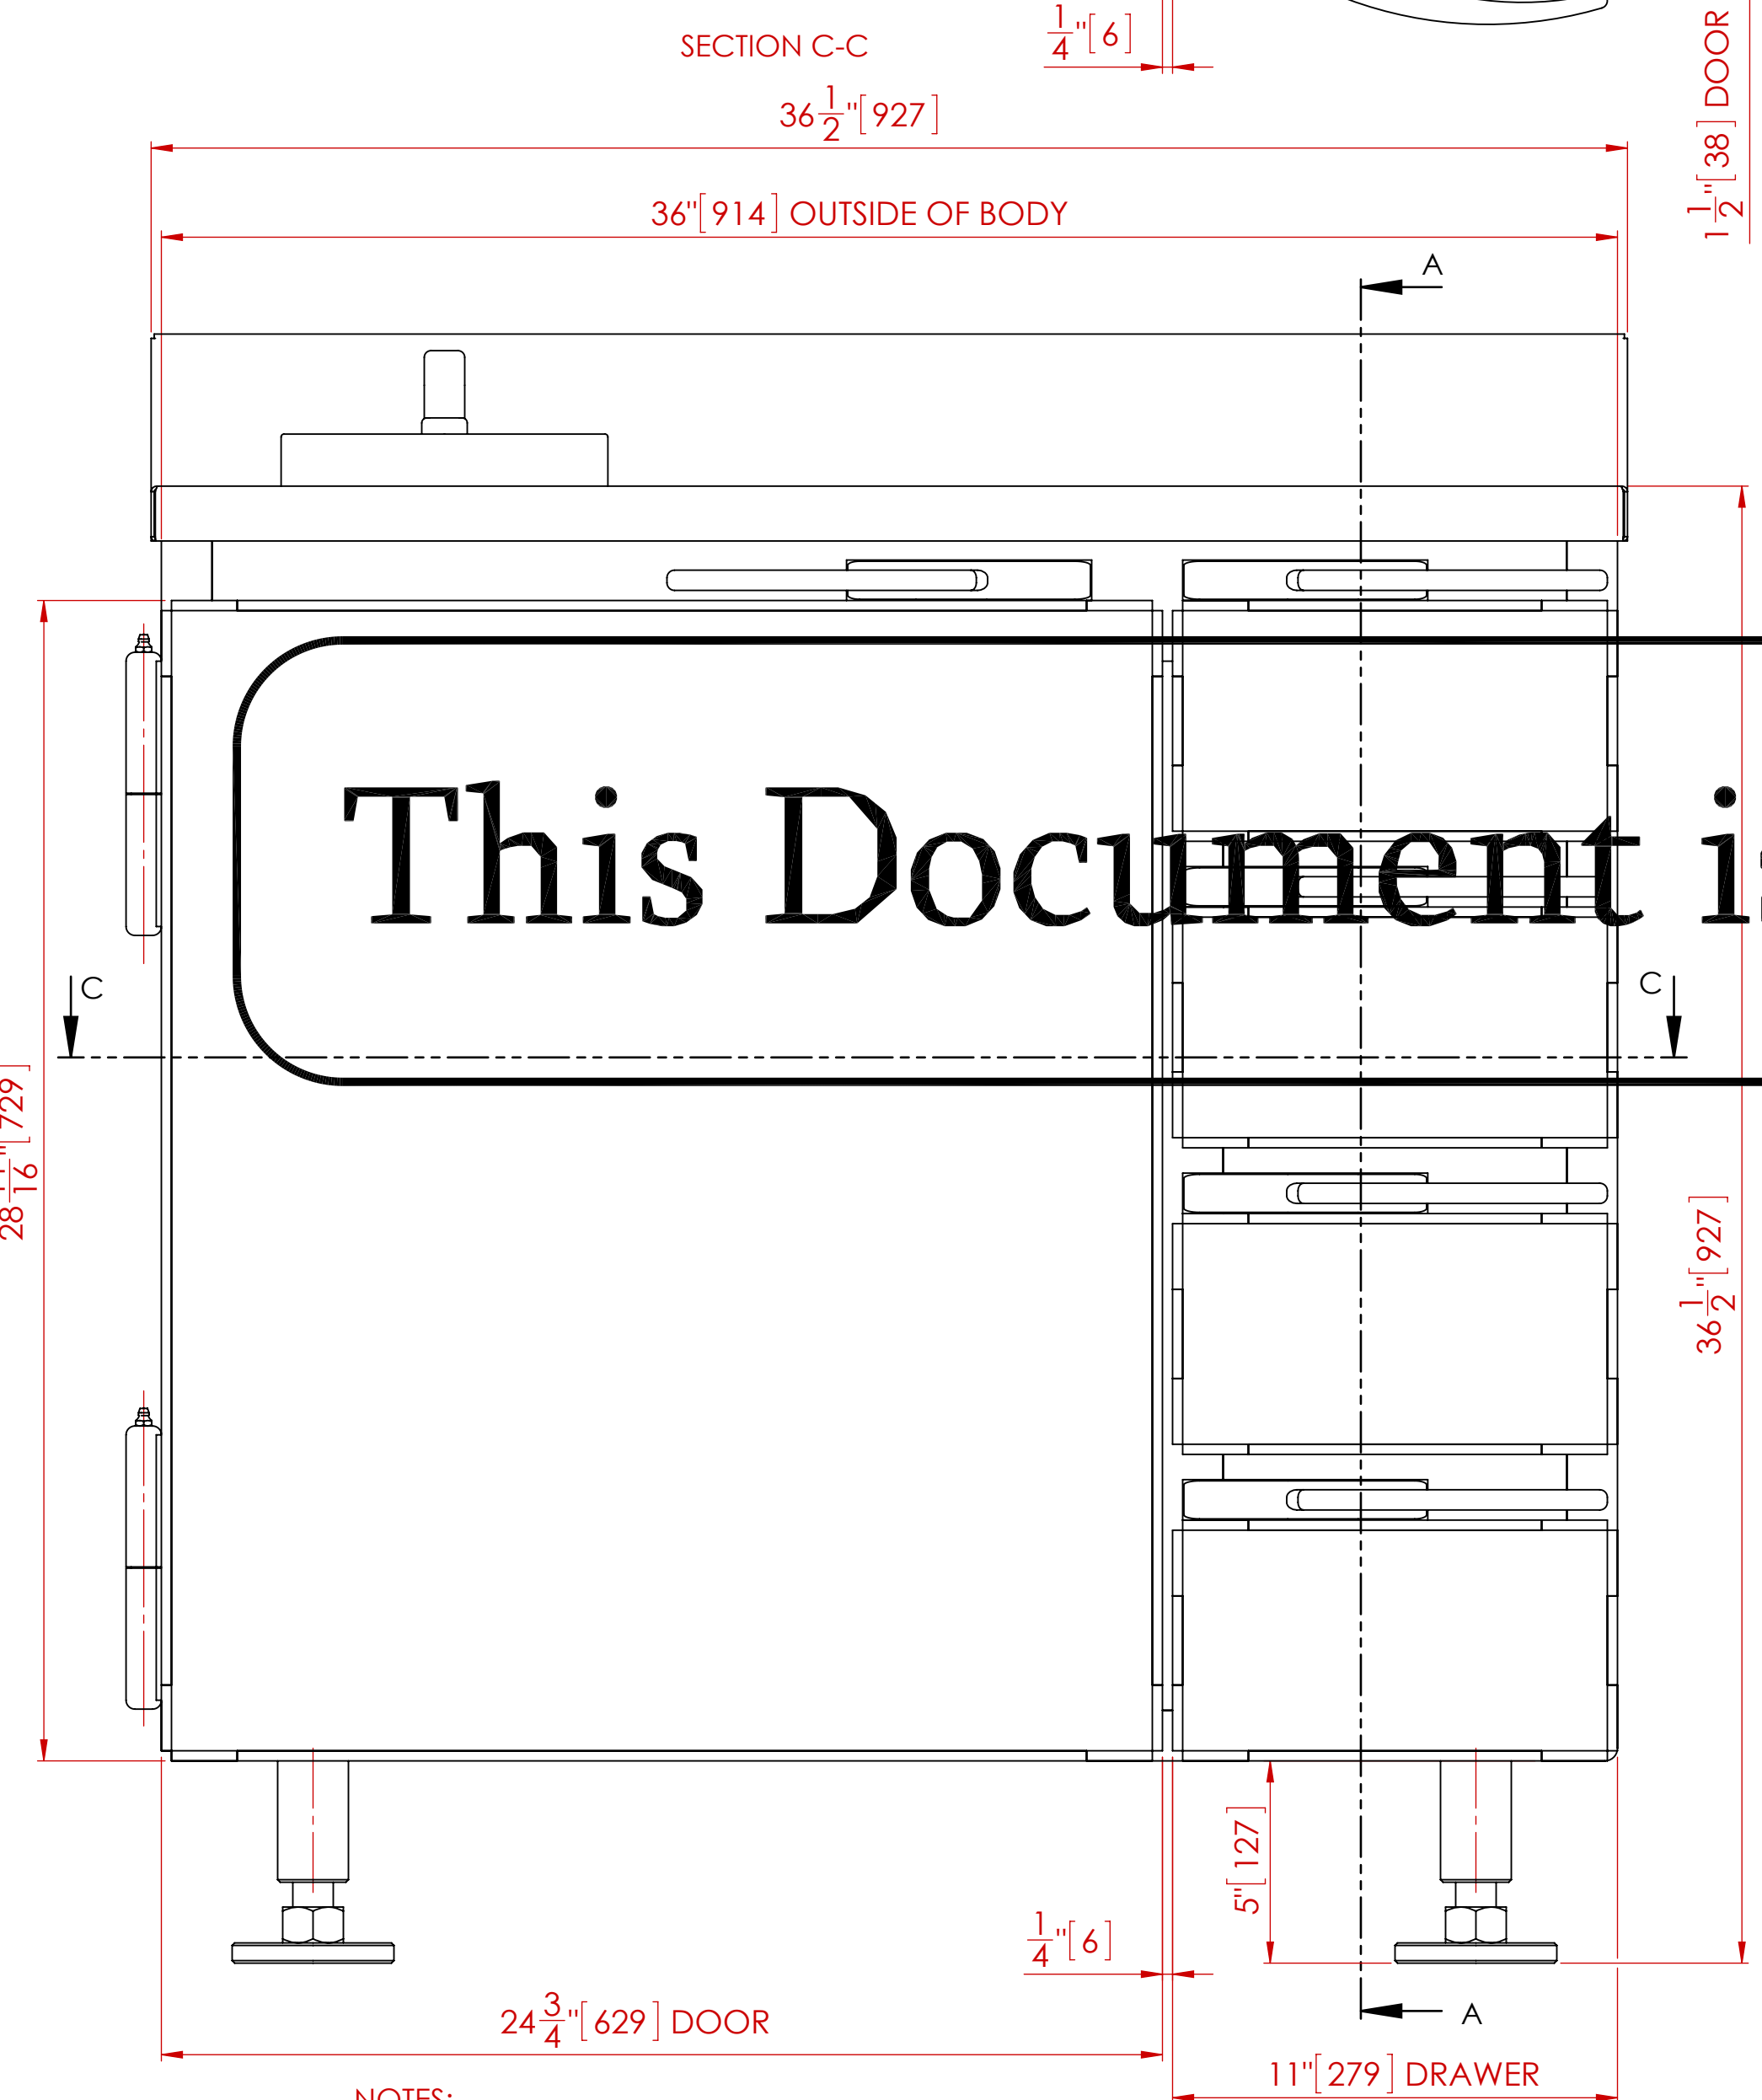 SECTION C-C
1/4"[6]
1 1/2"[38] DOOR
36 1/2"[927]
36"[914] OUTSIDE OF BODY
A
This Document
C
C
36 1/2"[927]
5"[127]
1/4"[6]
24 3/4"[629] DOOR
A
11"[279] DRAWER
NOTES: